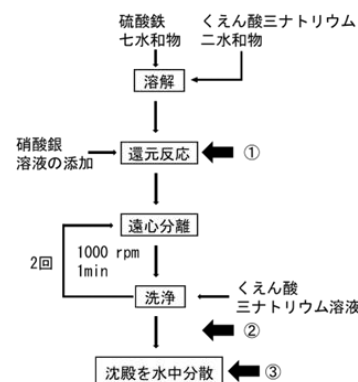 硫酸鉄
七水和物
くえん酸三ナトリウム
二水和物
溶解
硝酸銀
溶液の添加
還元反応
①
遠心分離
2回
1000 rpm
1min
洗浄
くえん酸
三ナトリウム溶液
②
沈殿を水中分散
③